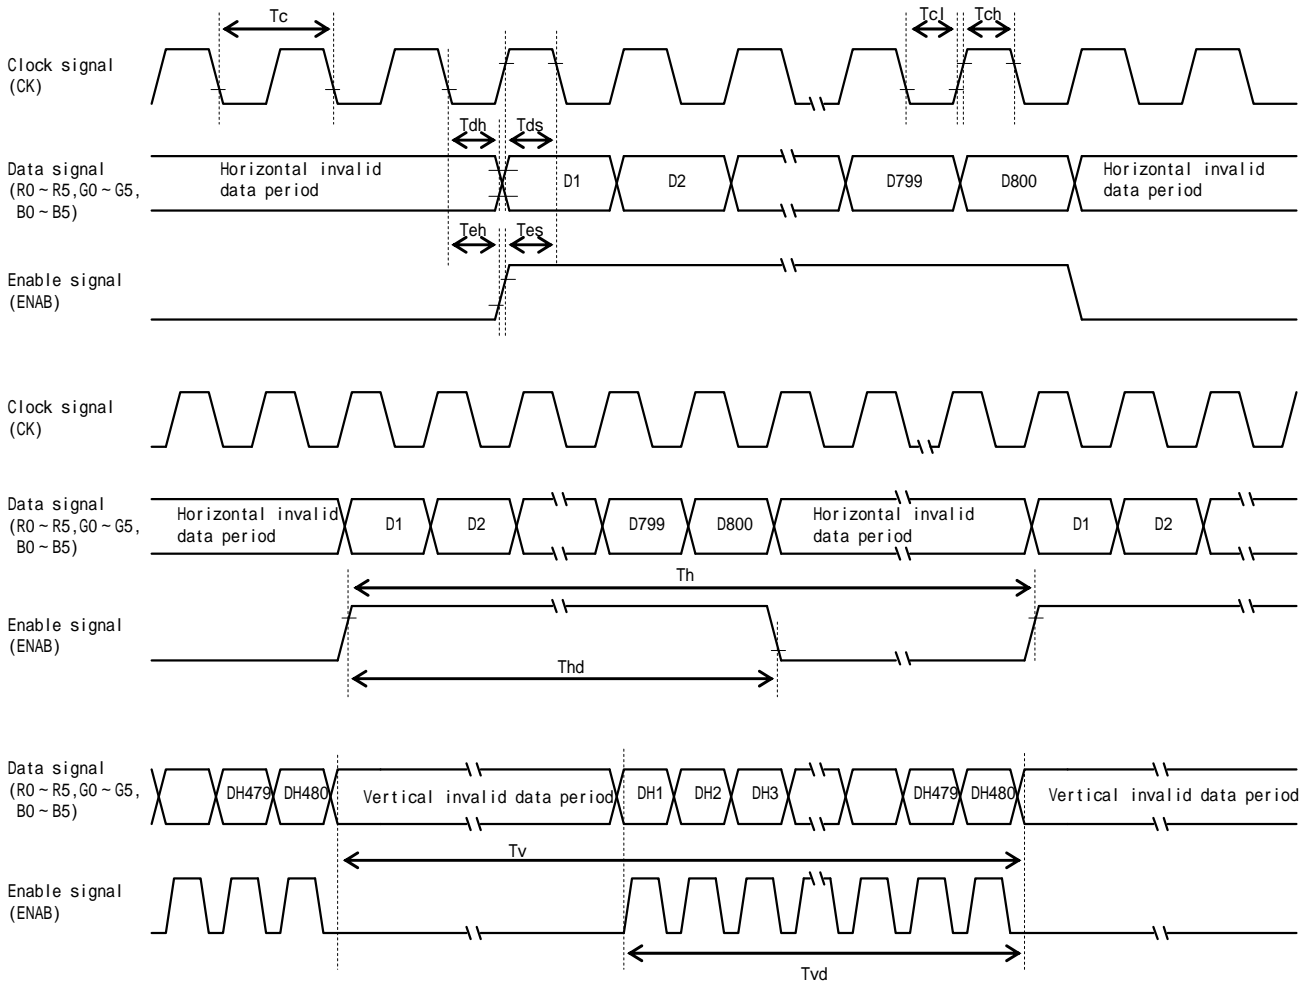 Tc
Tcl
Tch
Clock signal
(CK)
Tdh
Tds
Data signal
(R0～R5,G0～G5,
B0～B5)
Horizontal invalid
data period
D1
D2
D799
D800
Horizontal invalid
data period
Teh
Tes
Enable signal
(ENAB)
Clock signal
(CK)
Data signal
(R0～R5,G0～G5,
B0～B5)
Horizontal invalid
data period
D1
D2
D799
D800
Horizontal invalid
data period
D1
D2
Th
Enable signal
(ENAB)
Thd
Data signal
(R0～R5,G0～G5,
B0～B5)
DH479
DH480
Vertical invalid data period
DH1
DH2
DH3
DH479
DH480
Vertical invalid data period
Tv
Enable signal
(ENAB)
Tvd